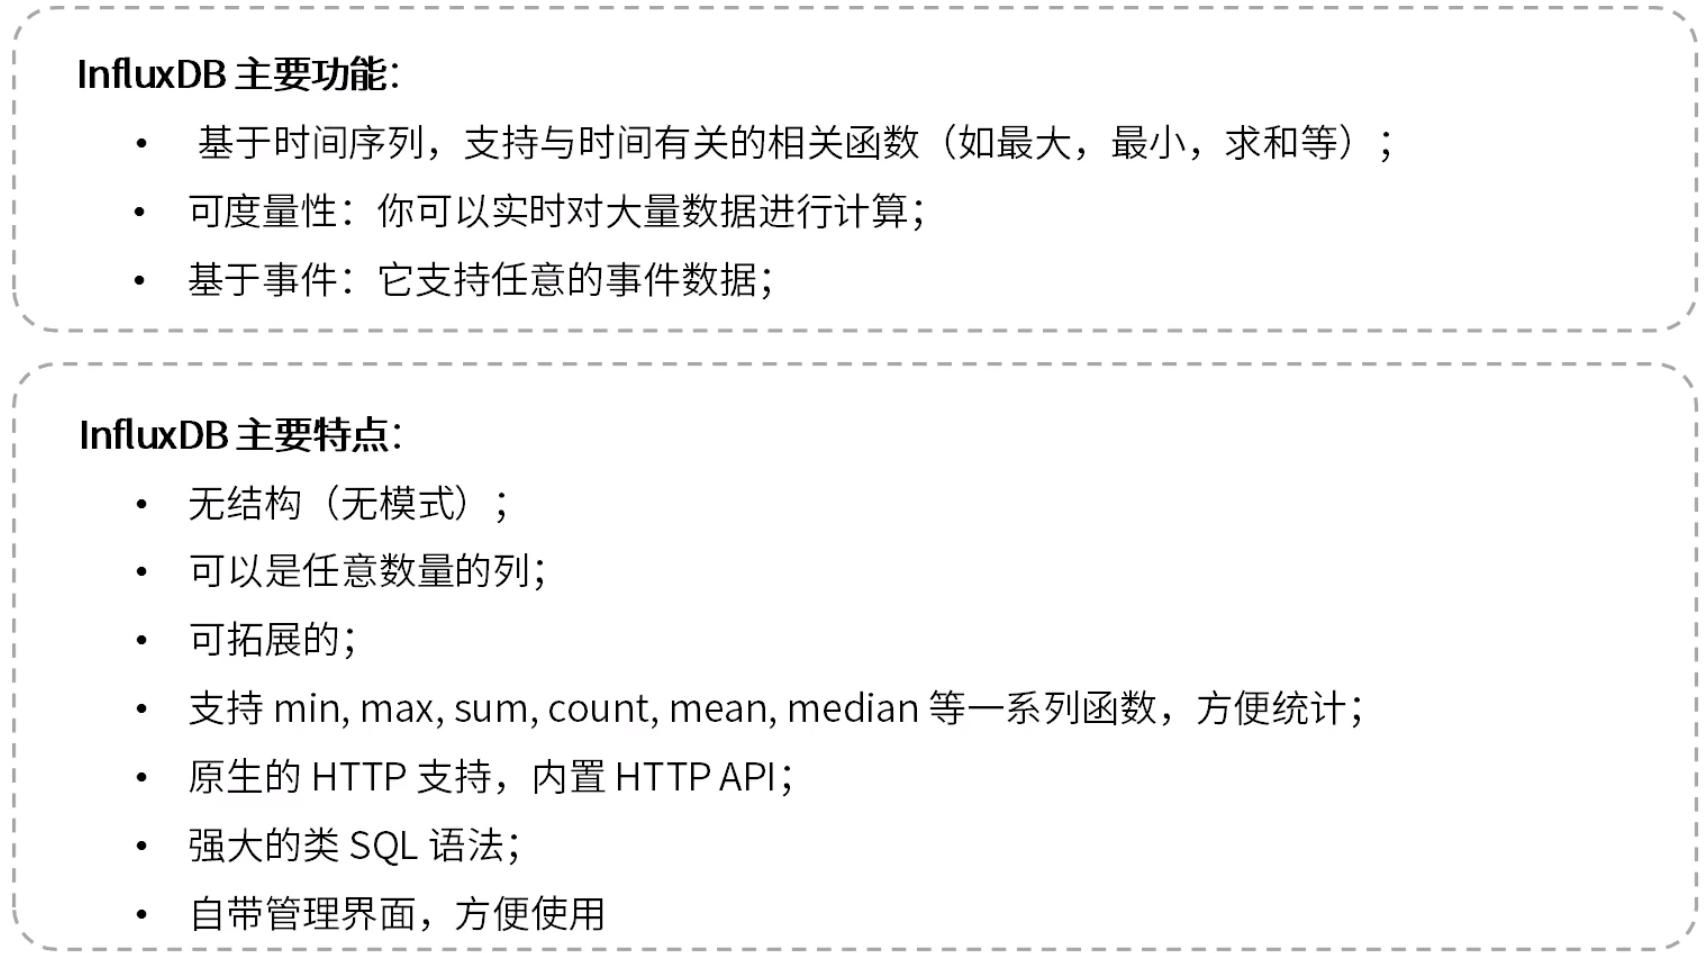 InfluxDB 主要功能：
• 基于时间序列，支持与时间有关的相关函数（如最大，最小，求和等）；
• 可度量性：你可以实时对大量数据进行计算；
• 基于事件：它支持任意的事件数据；
InfluxDB 主要特点：
• 无结构（无模式）；
• 可以是任意数量的列；
• 可拓展的；
• 支持 min, max, sum, count, mean, median 等一系列函数，方便统计；
• 原生的 HTTP 支持，内置 HTTP API；
• 强大的类 SQL 语法；
• 自带管理界面，方便使用